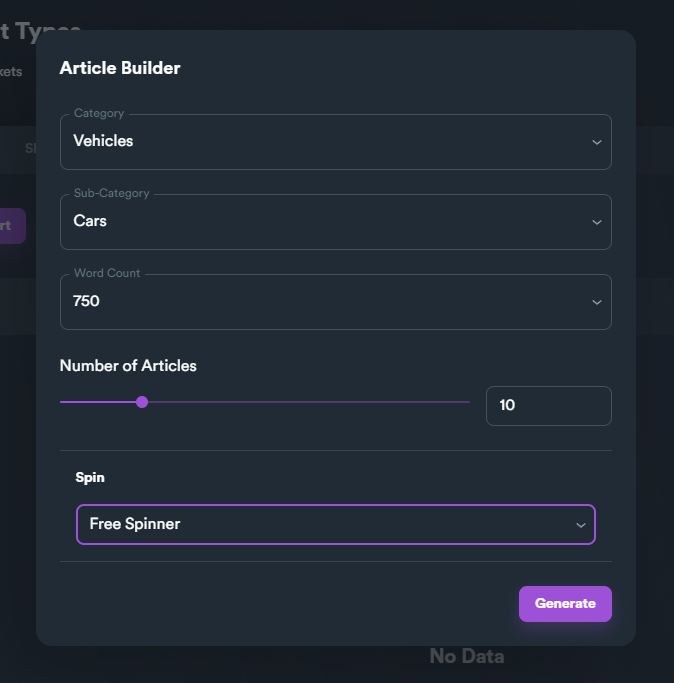 t Types
kets
Article Builder
Category
Vehicles
Sub-Category
Cars
Word Count
750
Number of Articles
10
Spin
Free Spinner
Generate
rt
No Data